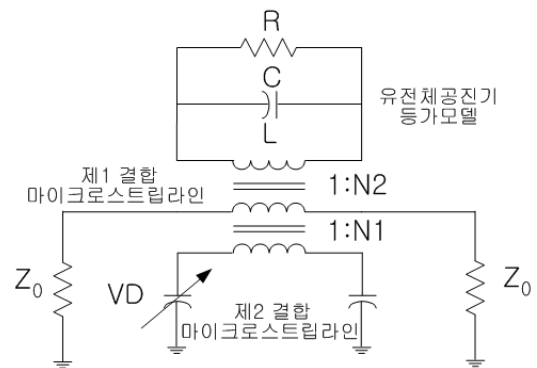 R
C
L
유전체공진기
등가모델
제1 결합
마이크로스트립라인
1:N2
1:N1
Z0
VD
제2 결합
마이크로스트립라인
Z0